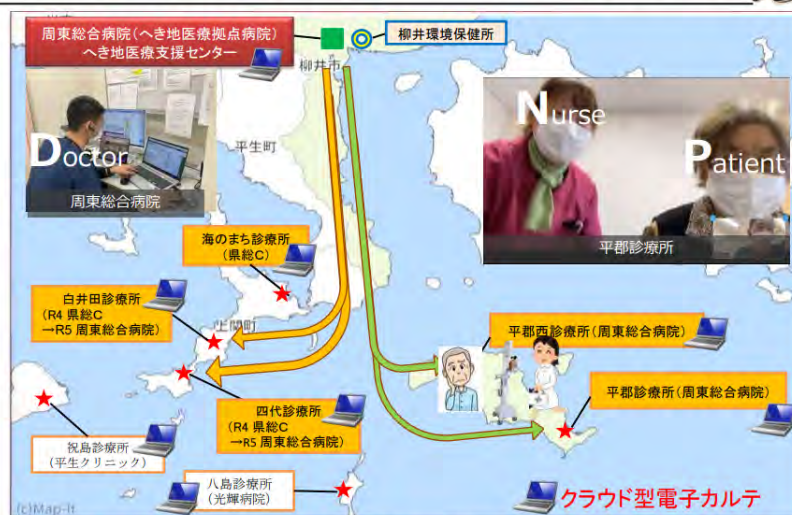 周東総合病院(へき地医療拠点病院)
へき地医療支援センター
柳井環境保健所
柳井市
Doctor
周東総合病院
平生町
Nurse
Patient
平郡診療所
海のまち診療所
(県総C)
白井田診療所
(R4 県総C
→R5 周東総合病院)
上関町
平郡西診療所(周東総合病院)
平郡診療所(周東総合病院)
四代診療所
(R4 県総C
→R5 周東総合病院)
祝島診療所
(平生クリニック)
八島診療所
(光輝病院)
クラウド型電子カルテ
(c)Map-It